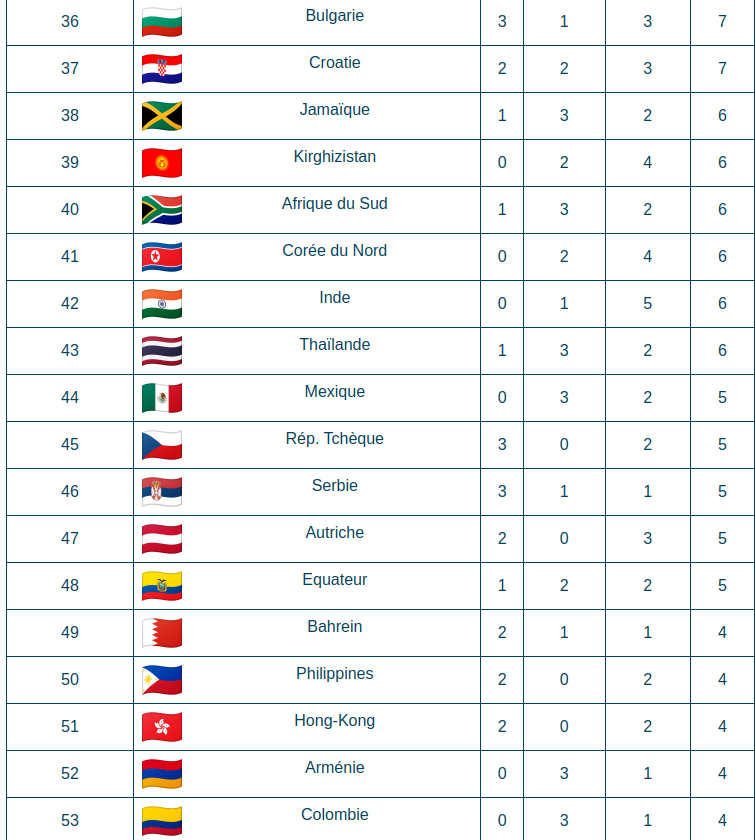 36 Bulgarie 3 1 3 7
37 Croatie 2 2 3 7
38 Jamaïque 1 3 2 6
39 Kirghizistan 0 2 4 6
40 Afrique du Sud 1 3 2 6
41 Corée du Nord 0 2 4 6
42 Inde 0 1 5 6
43 Thaïlande 1 3 2 6
44 Mexique 0 3 2 5
45 Rép. Tchèque 3 0 2 5
46 Serbie 3 1 1 5
47 Autriche 2 0 3 5
48 Equateur 1 2 2 5
49 Bahrein 2 1 1 4
50 Philippines 2 0 2 4
51 Hong-Kong 2 0 2 4
52 Arménie 0 3 1 4
53 Colombie 0 3 1 4